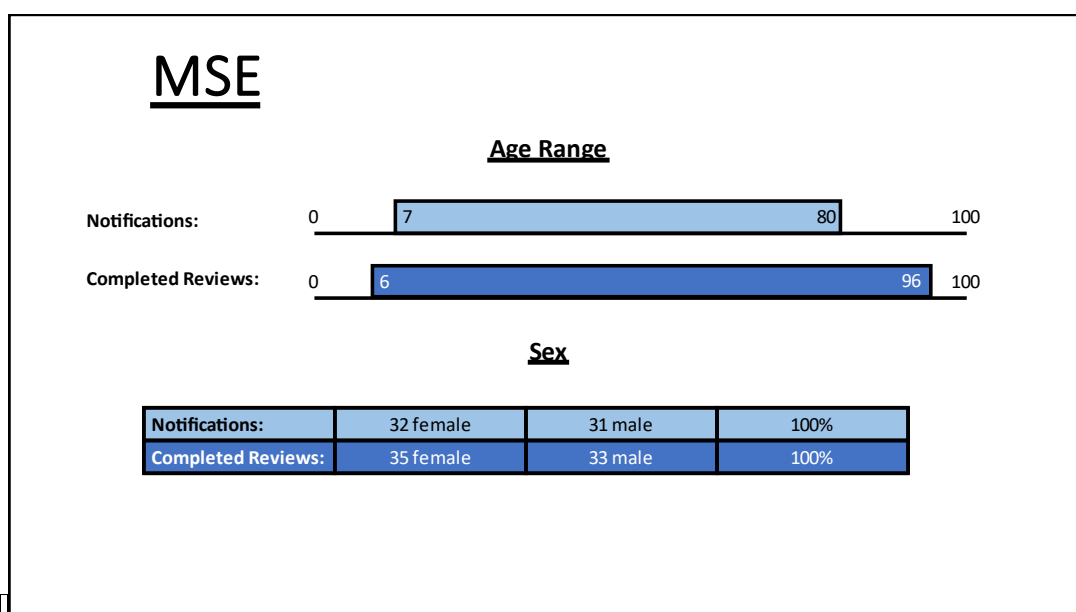 MSE
Age Range
Notifications: 0 7 80 100
Completed Reviews: 0 6 96 100
Sex
Notifications: 32 female 31 male 100%
Completed Reviews: 35 female 33 male 100%